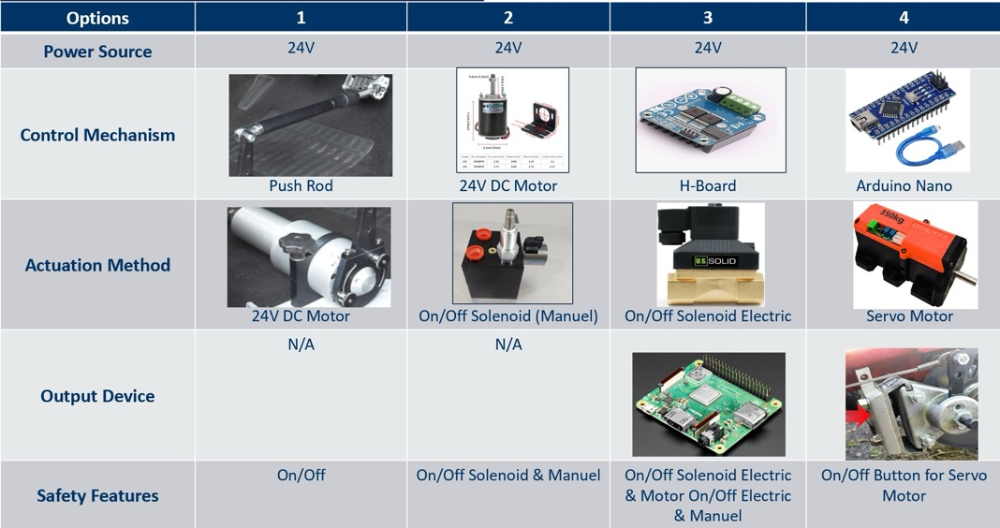 Options 1 2 3 4
Power Source 24V 24V 24V 24V
Control Mechanism
Push Rod 24V DC Motor H-Board Arduino Nano
350kg
U.S. SOLID
Actuation Method
24V DC Motor On/Off Solenoid (Manuel) On/Off Solenoid Electric Servo Motor
N/A N/A
Output Device
On/Off On/Off Solenoid & Manuel On/Off Solenoid Electric On/Off Button for Servo
Safety Features & Motor On/Off Electric Motor
& Manuel